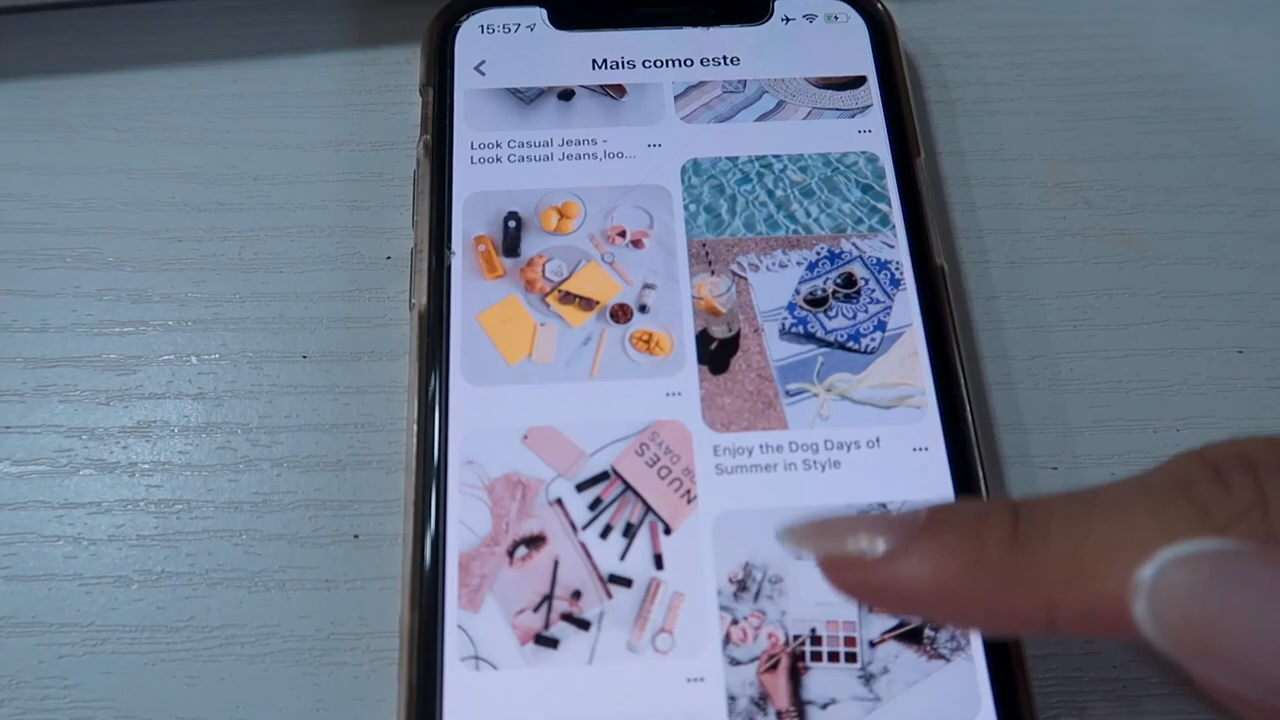 15:57
Mais como este
Look Casual Jeans -
Look Casual Jeans,loo...
Enjoy the Dog Days of
Summer in Style
NUDES
FOR DAYS